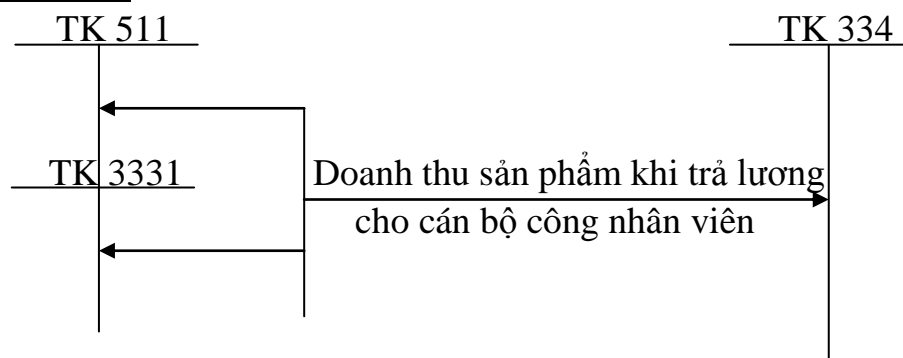 TK 511
TK 334
TK 3331
Doanh thu sản phẩm khi trả lương
cho cán bộ công nhân viên